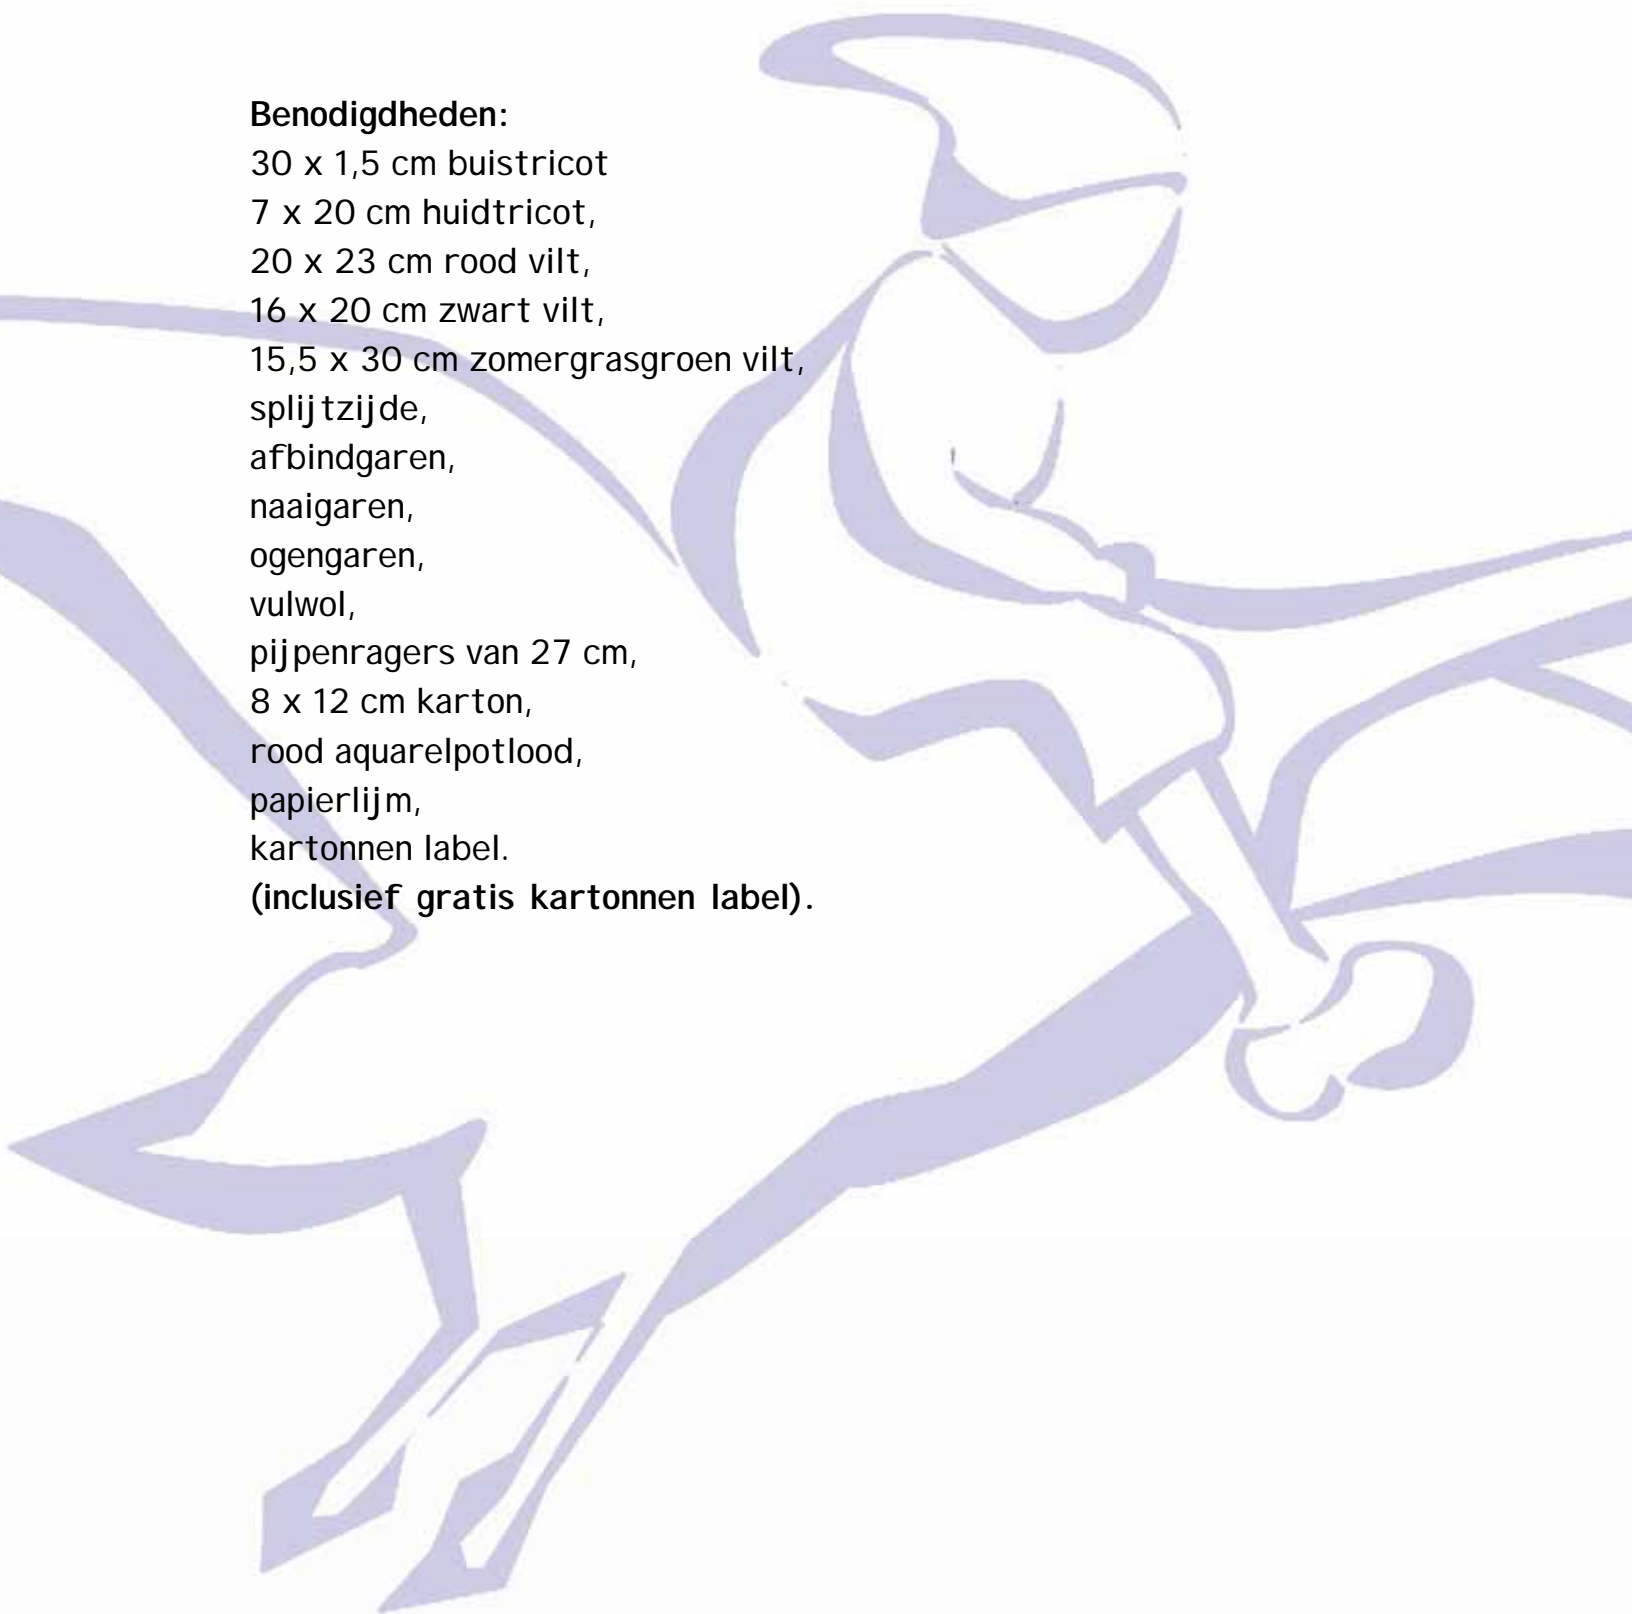 Benodigdheden:
30 x 1,5 cm buistricot
7 x 20 cm huidtricot,
20 x 23 cm rood vilt,
16 x 20 cm zwart vilt,
15,5 x 30 cm zomergrasgroen vilt,
splijtzijde,
afbindgaren,
naaigaren,
ogengaren,
vulwol,
pijpenragers van 27 cm,
8 x 12 cm karton,
rood aquarelpotlood,
papierlijm,
kartonnen label.
(inclusief gratis kartonnen label).